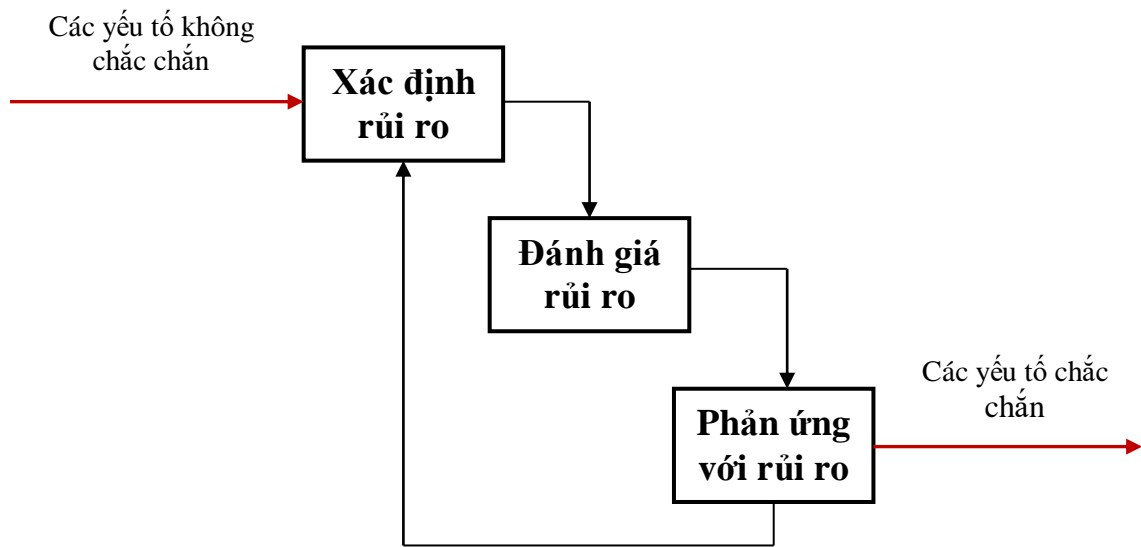 Các yếu tố không
chắc chắn
Xác định
rủi ro
Đánh giá
rủi ro
Các yếu tố chắc
chắn
Phản ứng
với rủi ro